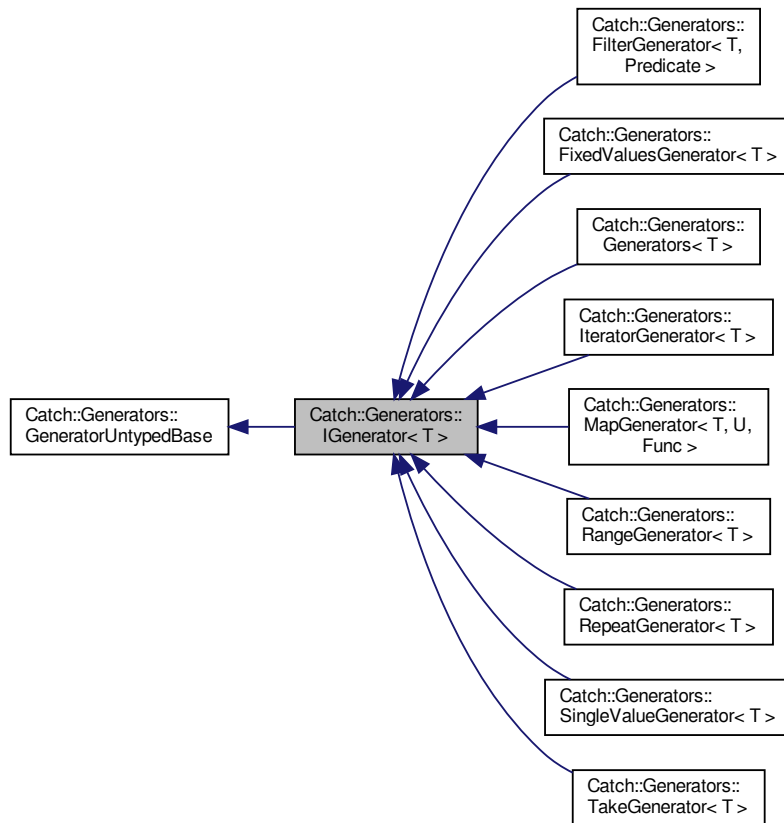 Catch::Generators::
FilterGenerator< T,
Predicate >
Catch::Generators::
FixedValuesGenerator< T >
Catch::Generators::
Generators< T >
Catch::Generators::
IteratorGenerator< T >
Catch::Generators::
GeneratorUntypedBase
Catch::Generators::
IGenerator< T >
Catch::Generators::
MapGenerator< T, U,
Func >
Catch::Generators::
RangeGenerator< T >
Catch::Generators::
RepeatGenerator< T >
Catch::Generators::
SingleValueGenerator< T >
Catch::Generators::
TakeGenerator< T >